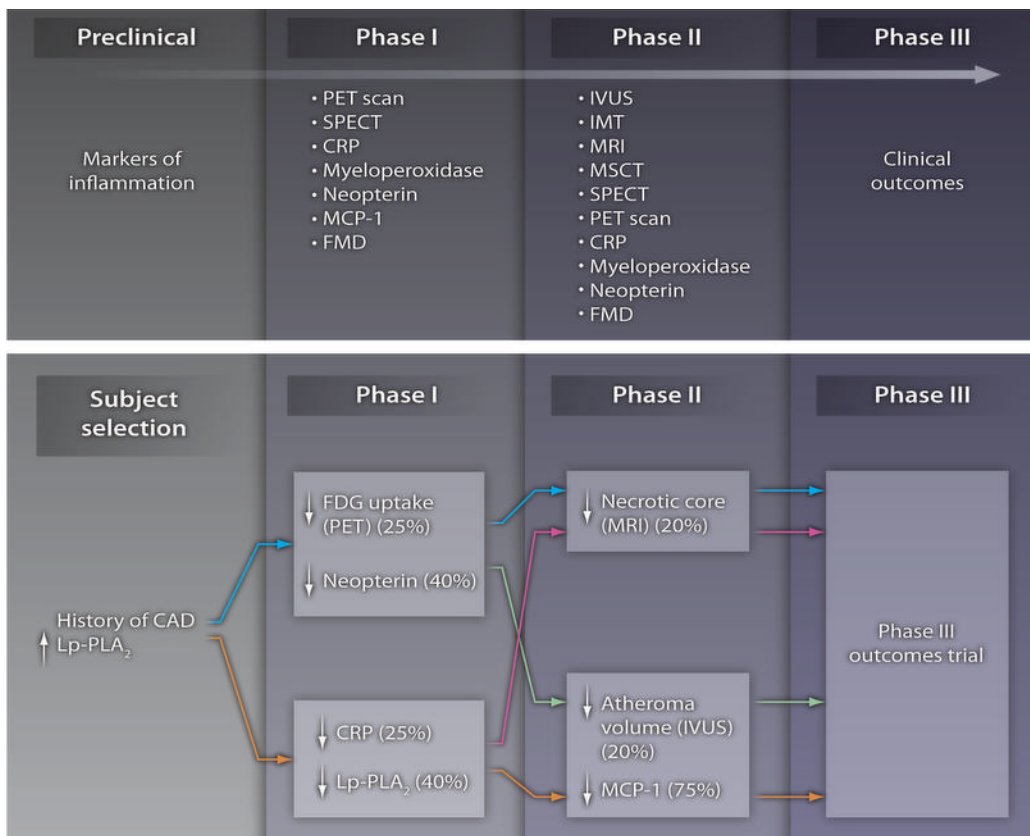 Preclinical
Phase I
Phase II
Phase III
Markers of
inflammation
• PET scan
• SPECT
• CRP
• Myeloperoxidase
• Neopterin
• MCP-1
• FMD
• IVUS
• IMT
• MRI
• MSCT
• SPECT
• PET scan
• CRP
• Myeloperoxidase
• Neopterin
• FMD
Clinical
outcomes
Subject
selection
Phase I
Phase II
Phase III
History of CAD
Lp-PLA₂
FDG uptake
(PET) (25%)
Neopterin (40%)
CRP (25%)
Lp-PLA₂ (40%)
Necrotic core
(MRI) (20%)
Atheroma
volume (IVUS)
(20%)
MCP-1 (75%)
Phase III
outcomes trial